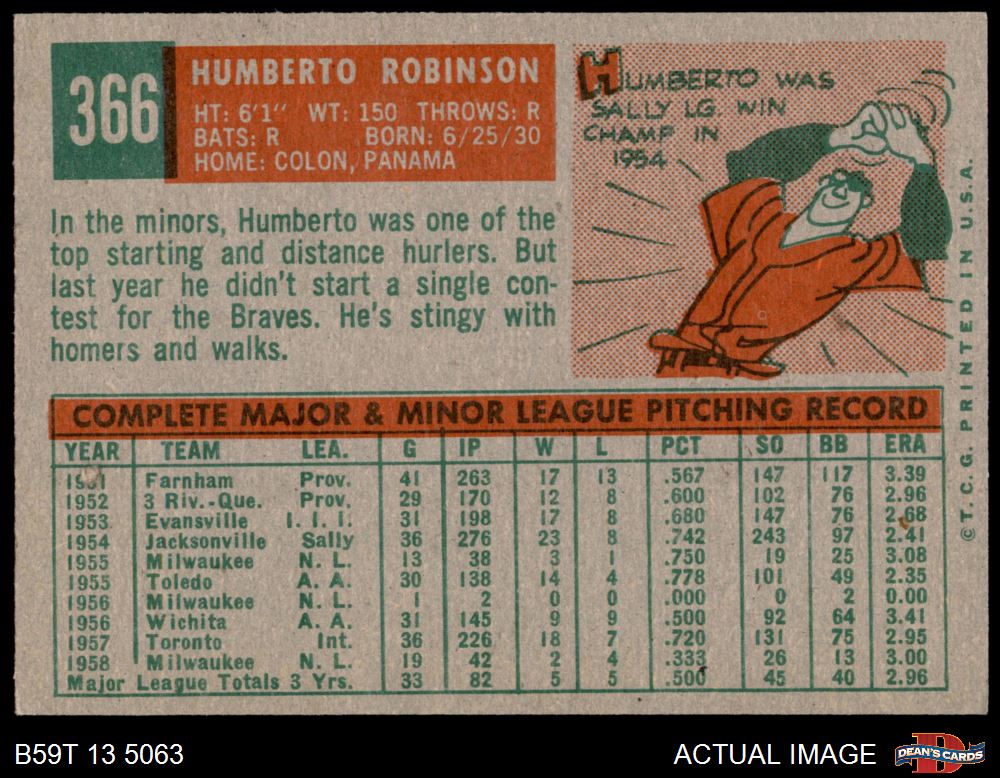 366
HUMBERTO ROBINSON
HT: 6'1" WT: 150 THROWS: R
BATS: R BORN: 6/25/30
HOME: COLON, PANAMA
HUMBERTO WAS
SALLY LG. WIN
CHAMP IN
1954
In the minors, Humberto was one of the
top starting and distance hurlers. But
last year he didn't start a single con-
test for the Braves. He's stingy with
homers and walks.
© T.C.G. PRINTED IN U.S.A.
COMPLETE MAJOR & MINOR LEAGUE PITCHING RECORD
YEAR TEAM LEA. G IP W L PCT SO BB ERA
1951 Farnham Prov. 41 263 17 13 .567 147 117 3.39
1952 3 Riv.-Que. Prov. 29 170 12 8 .600 102 76 2.96
1953 Evansville I. I. I. 31 198 17 8 .680 147 76 2.68
1954 Jacksonville Sally 36 276 23 8 .742 243 97 2.41
1955 Milwaukee N. L. 13 38 3 1 .750 19 25 3.08
1955 Toledo A. A. 30 138 14 4 .778 101 49 2.35
1956 Milwaukee N. L. 1 2 0 0 .000 0 2 0.00
1956 Wichita A. A. 31 145 9 9 .500 92 64 3.41
1957 Toronto Int. 36 226 18 7 .720 131 75 2.95
1958 Milwaukee N. L. 19 42 2 4 .333 26 13 3.00
Major League Totals 3 Yrs. 33 82 5 5 .500 45 40 2.96
B59T 13 5063
ACTUAL IMAGE
DEAN'S CARDS